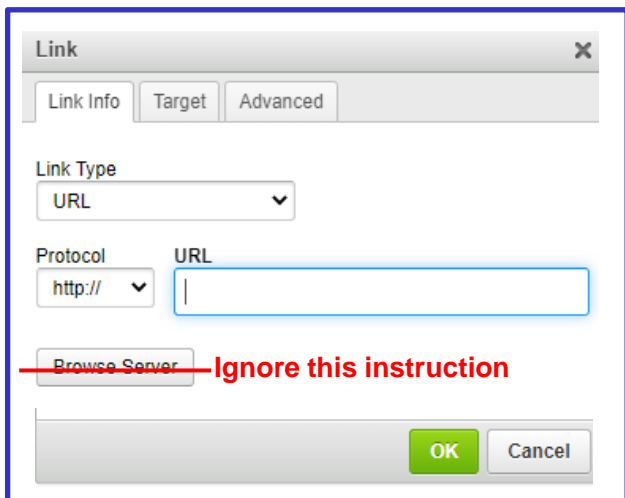 Link
Link Info Target Advanced
Link Type
URL
Protocol URL
http://
Browse Server Ignore this instruction
OK Cancel